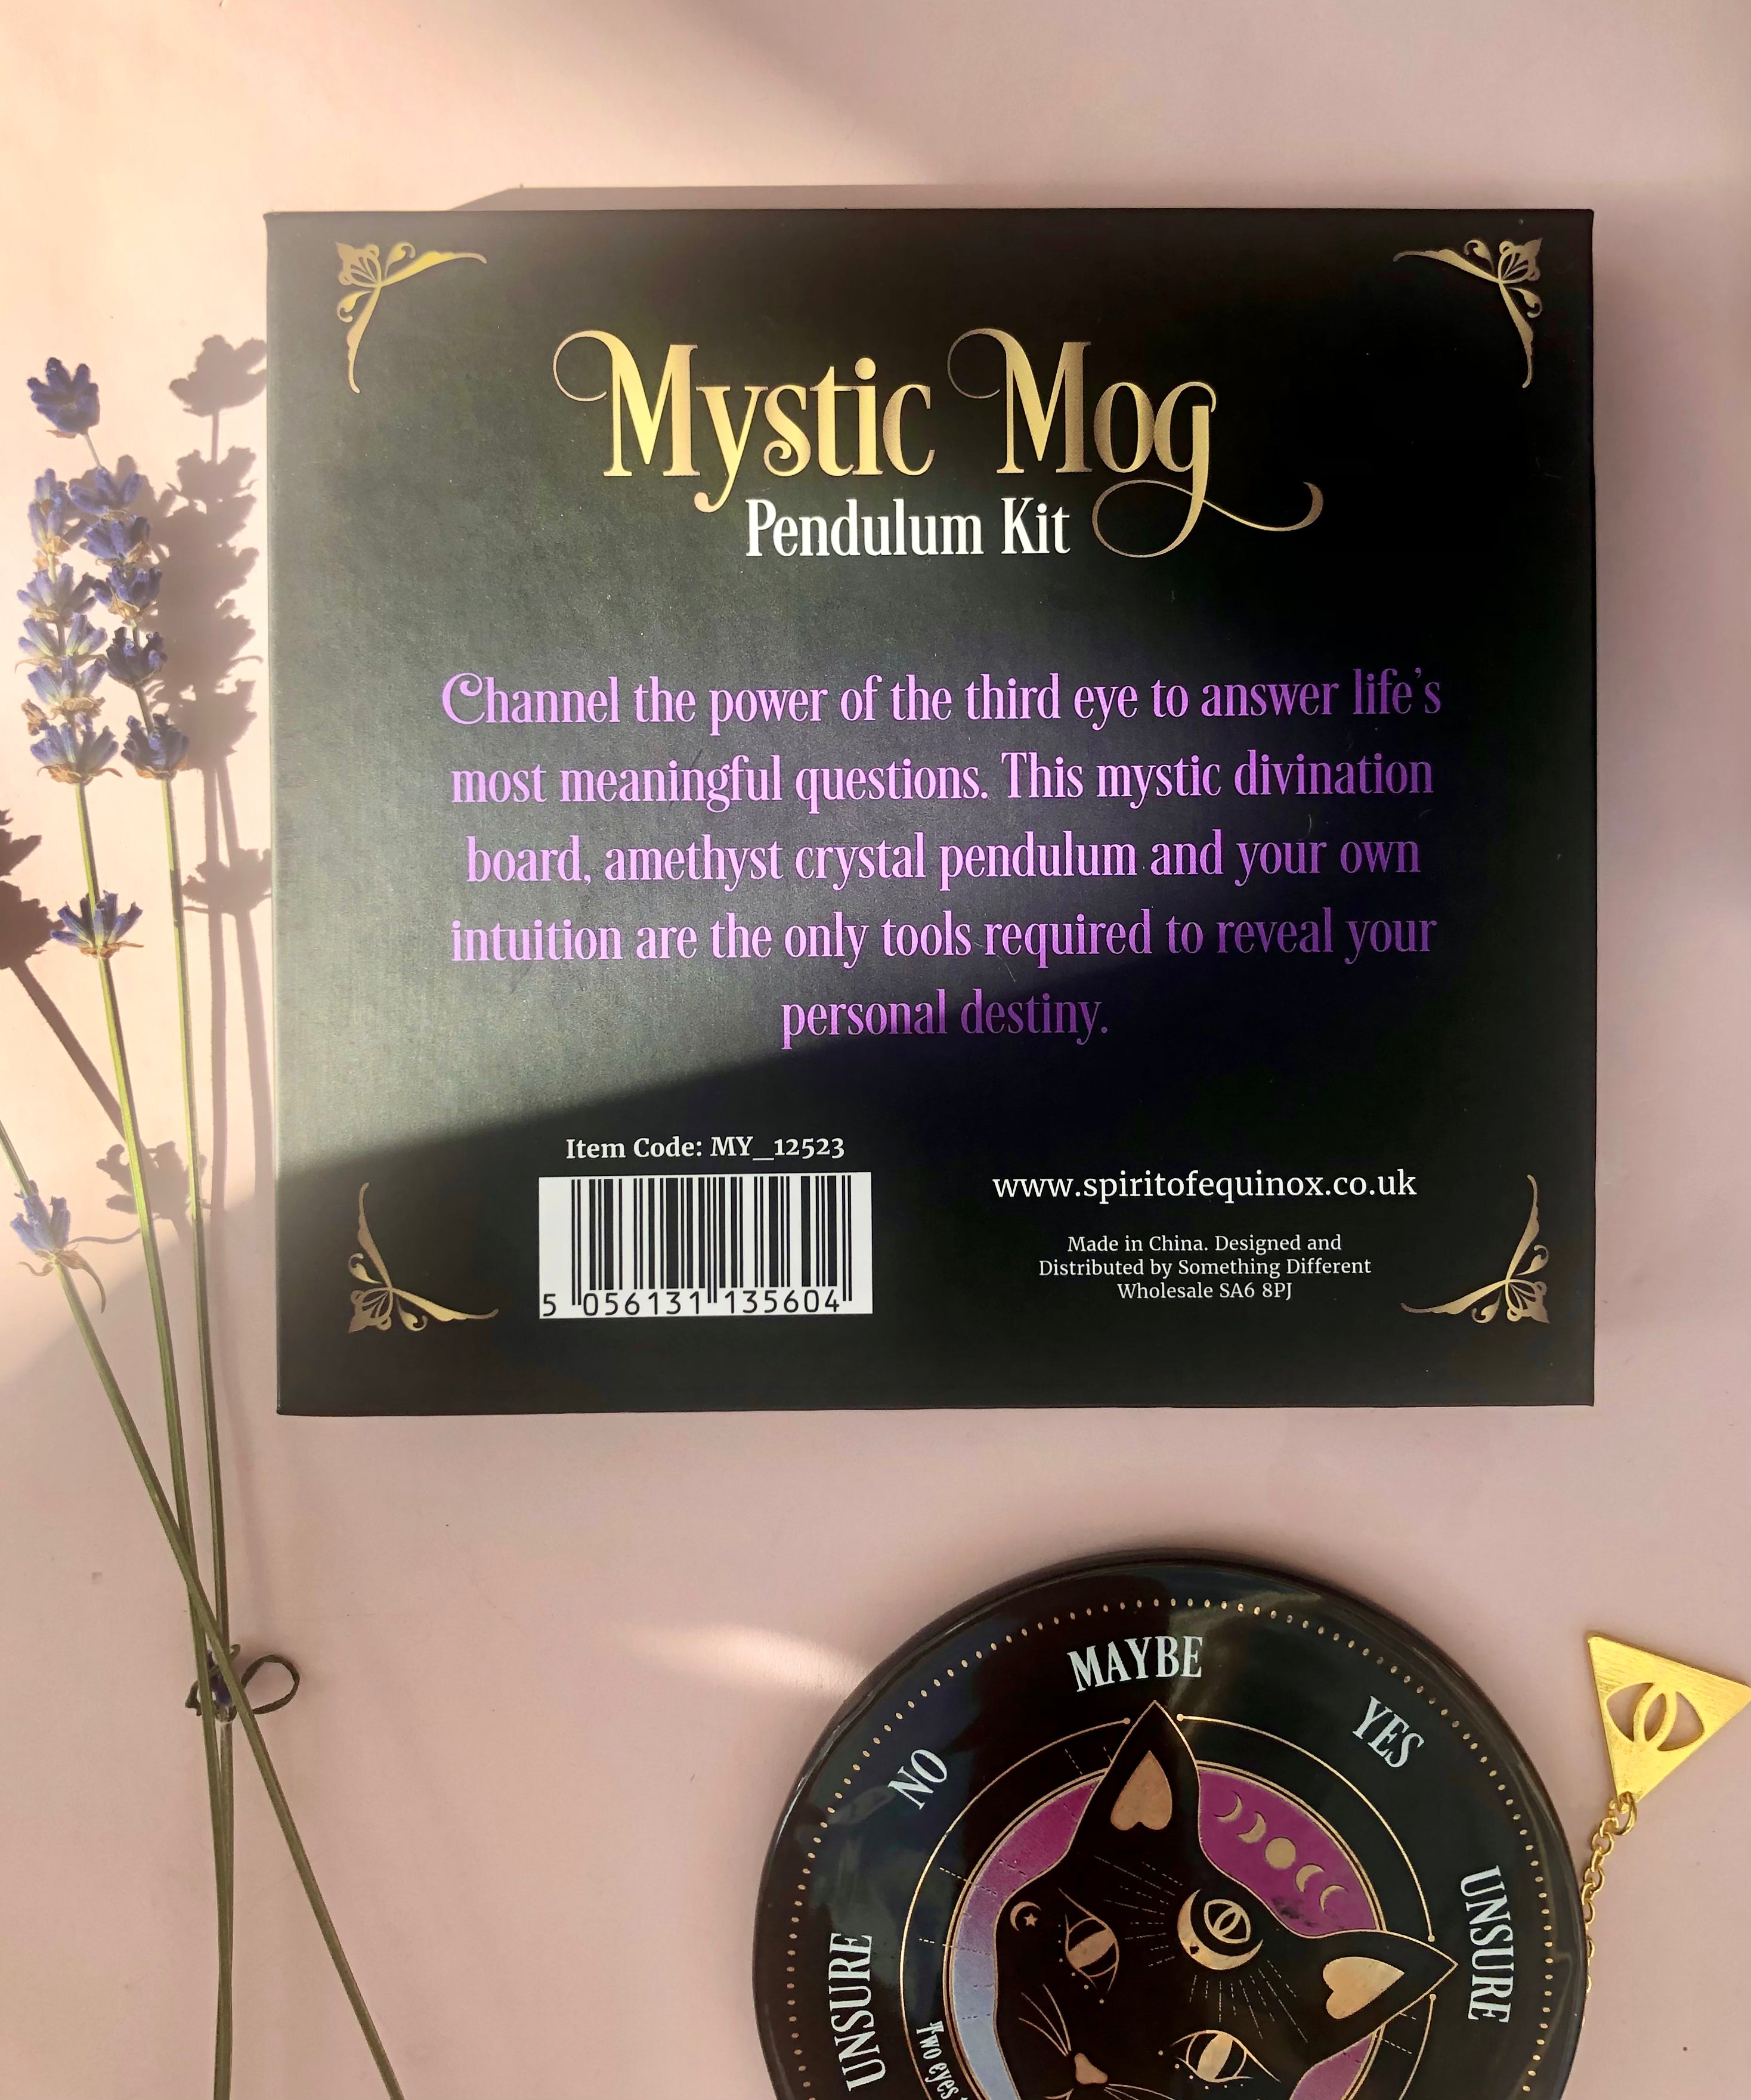 Mystic Mog
Pendulum Kit
Channel the power of the third eye to answer life's
most meaningful questions. This mystic divination
board, amethyst crystal pendulum and your own
intuition are the only tools required to reveal your
personal destiny.
Item Code: MY_12523
5 056131 135604
www.spiritofequinox.co.uk
Made in China. Designed and
Distributed by Something Different
Wholesale SA6 8PJ
MAYBE
YES
NO
UNSURE
UNSURE
Two eyes